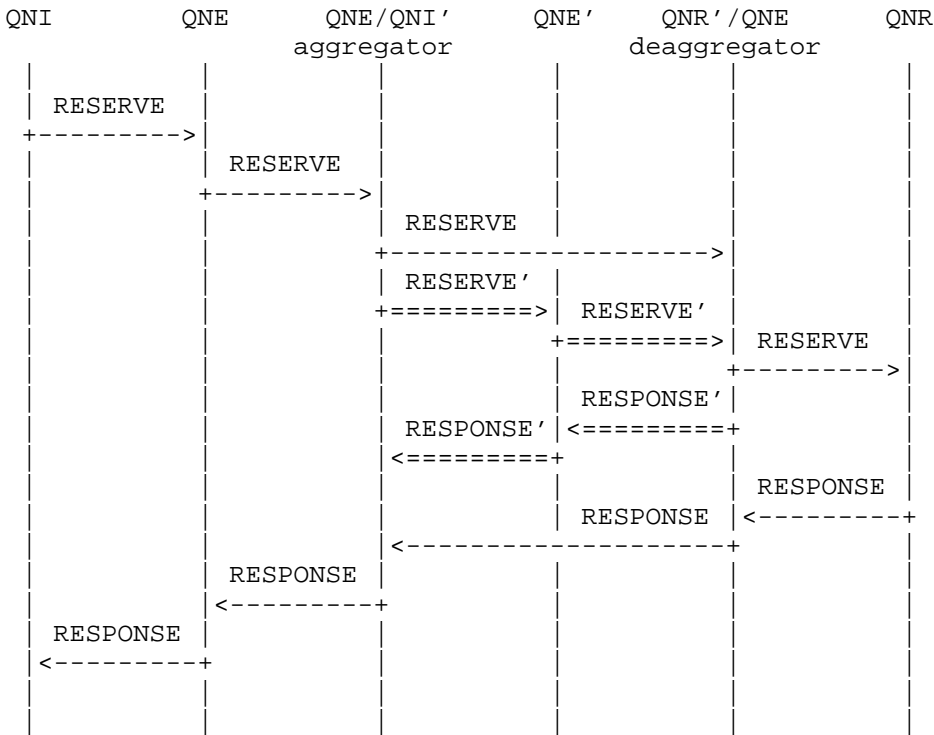 QNI QNE QNE/QNI' QNE' QNR'/QNE QNR
aggregator deaggregator
RESERVE
RESERVE
RESERVE
RESERVE'
RESERVE'
RESERVE
RESPONSE'
RESPONSE'
RESPONSE
RESPONSE
RESPONSE
RESPONSE